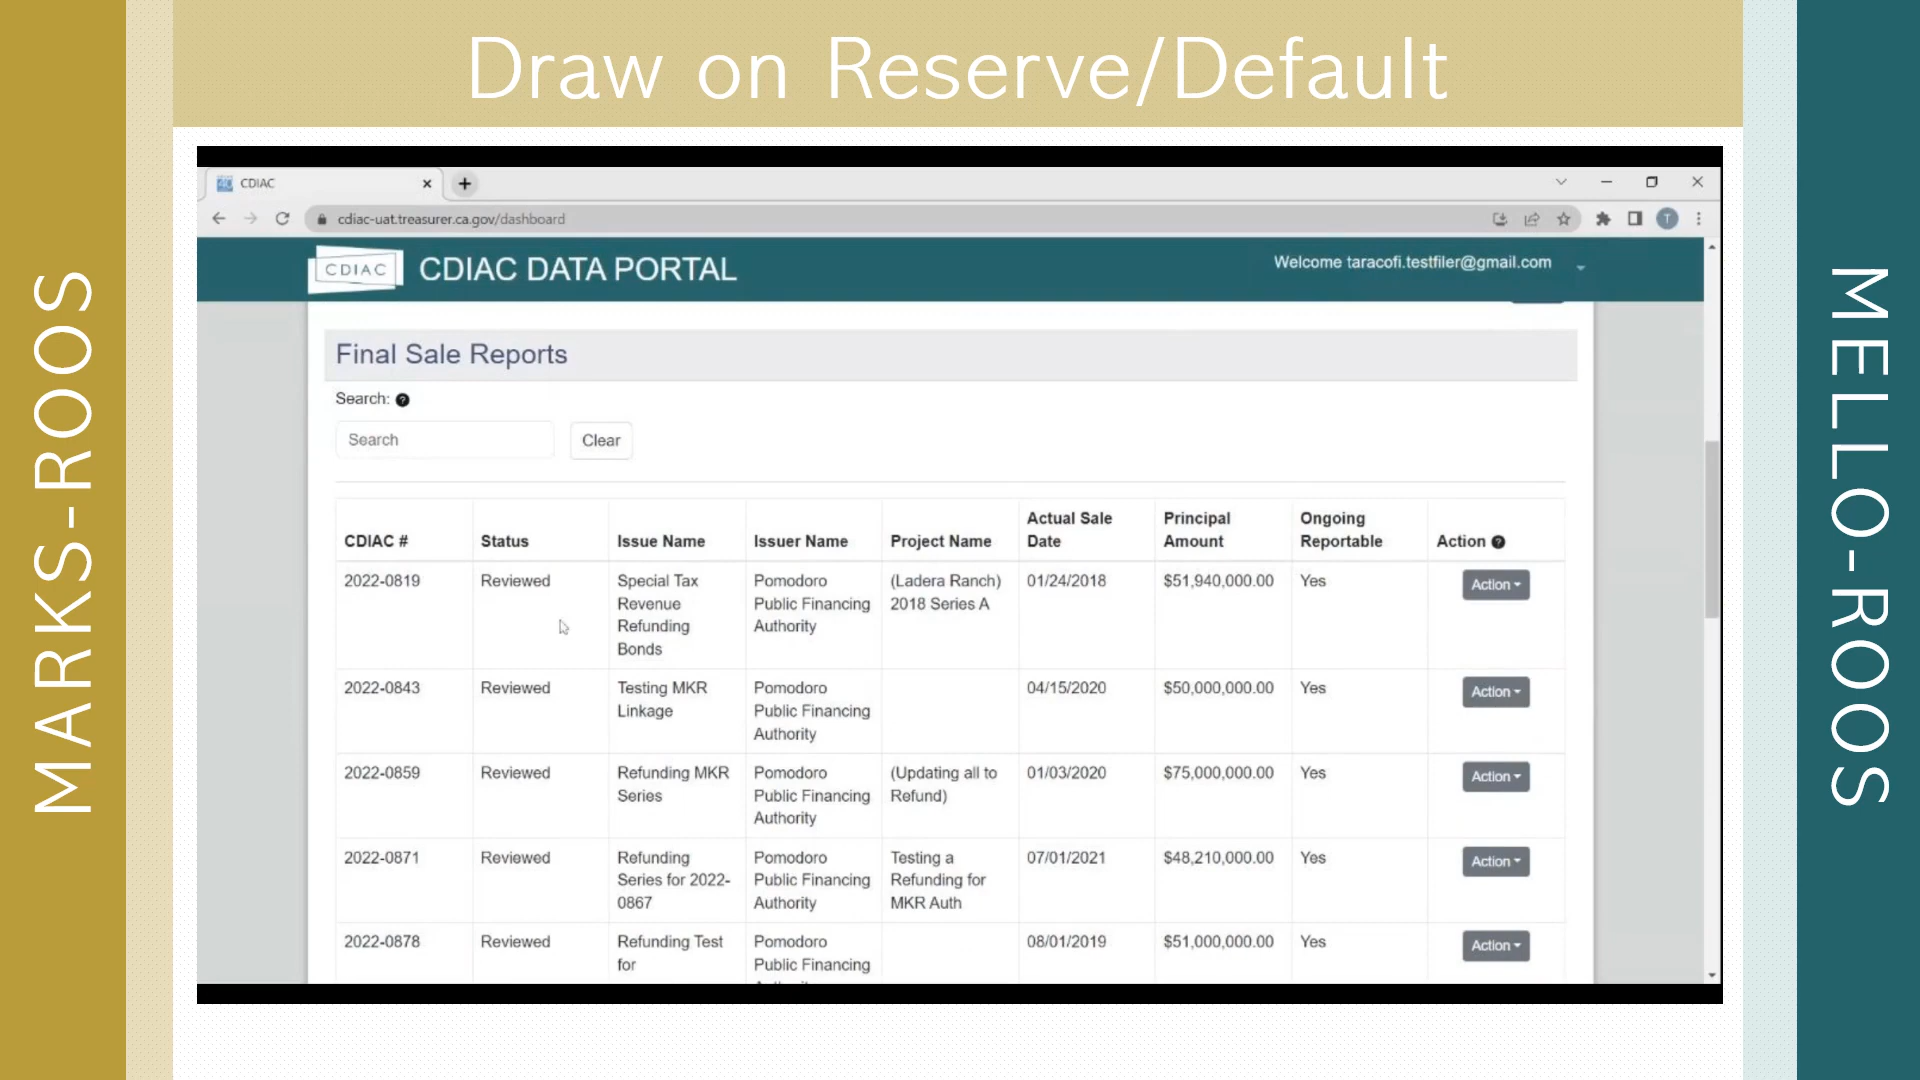 Draw on Reserve/Default
MARKS-ROOS
MELLO-ROOS
CDIAC
cdiac-uat.treasurer.ca.gov/dashboard
T
CDIAC
CDIAC DATA PORTAL
Welcome taracofi.testfiler@gmail.com
Final Sale Reports
Search:
Search
Clear
CDIAC # Status Issue Name Issuer Name Project Name Actual Sale Date Principal Amount Ongoing Reportable Action
2022-0819 Reviewed Special Tax Revenue Refunding Bonds Pomodoro Public Financing Authority (Ladera Ranch) 2018 Series A 01/24/2018 $51,940,000.00 Yes Action
2022-0843 Reviewed Testing MKR Linkage Pomodoro Public Financing Authority 04/15/2020 $50,000,000.00 Yes Action
2022-0859 Reviewed Refunding MKR Series Pomodoro Public Financing Authority (Updating all to Refund) 01/03/2020 $75,000,000.00 Yes Action
2022-0871 Reviewed Refunding Series for 2022-0867 Pomodoro Public Financing Authority Testing a Refunding for MKR Auth 07/01/2021 $48,210,000.00 Yes Action
2022-0878 Reviewed Refunding Test for Pomodoro Public Financing 08/01/2019 $51,000,000.00 Yes Action